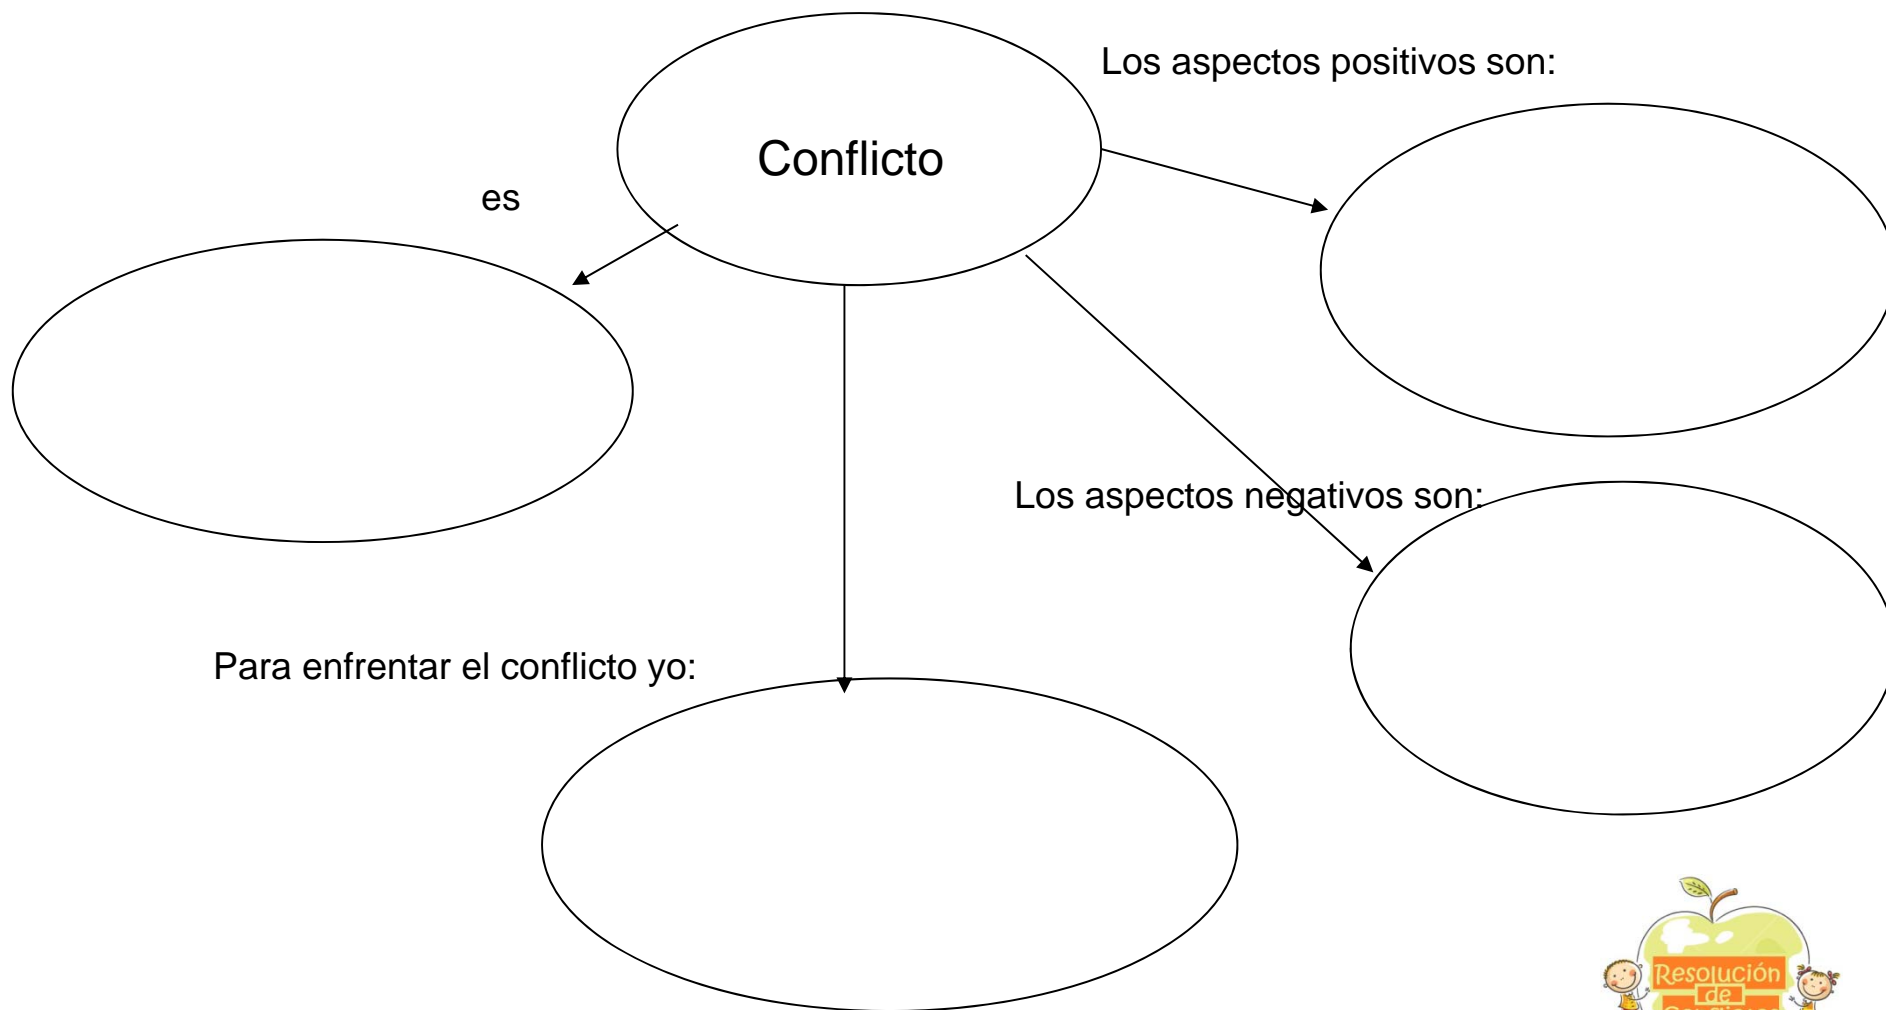 Los aspectos positivos son:
Conflicto
es
Los aspectos negativos son:
Para enfrentar el conflicto yo:
Resolución
de